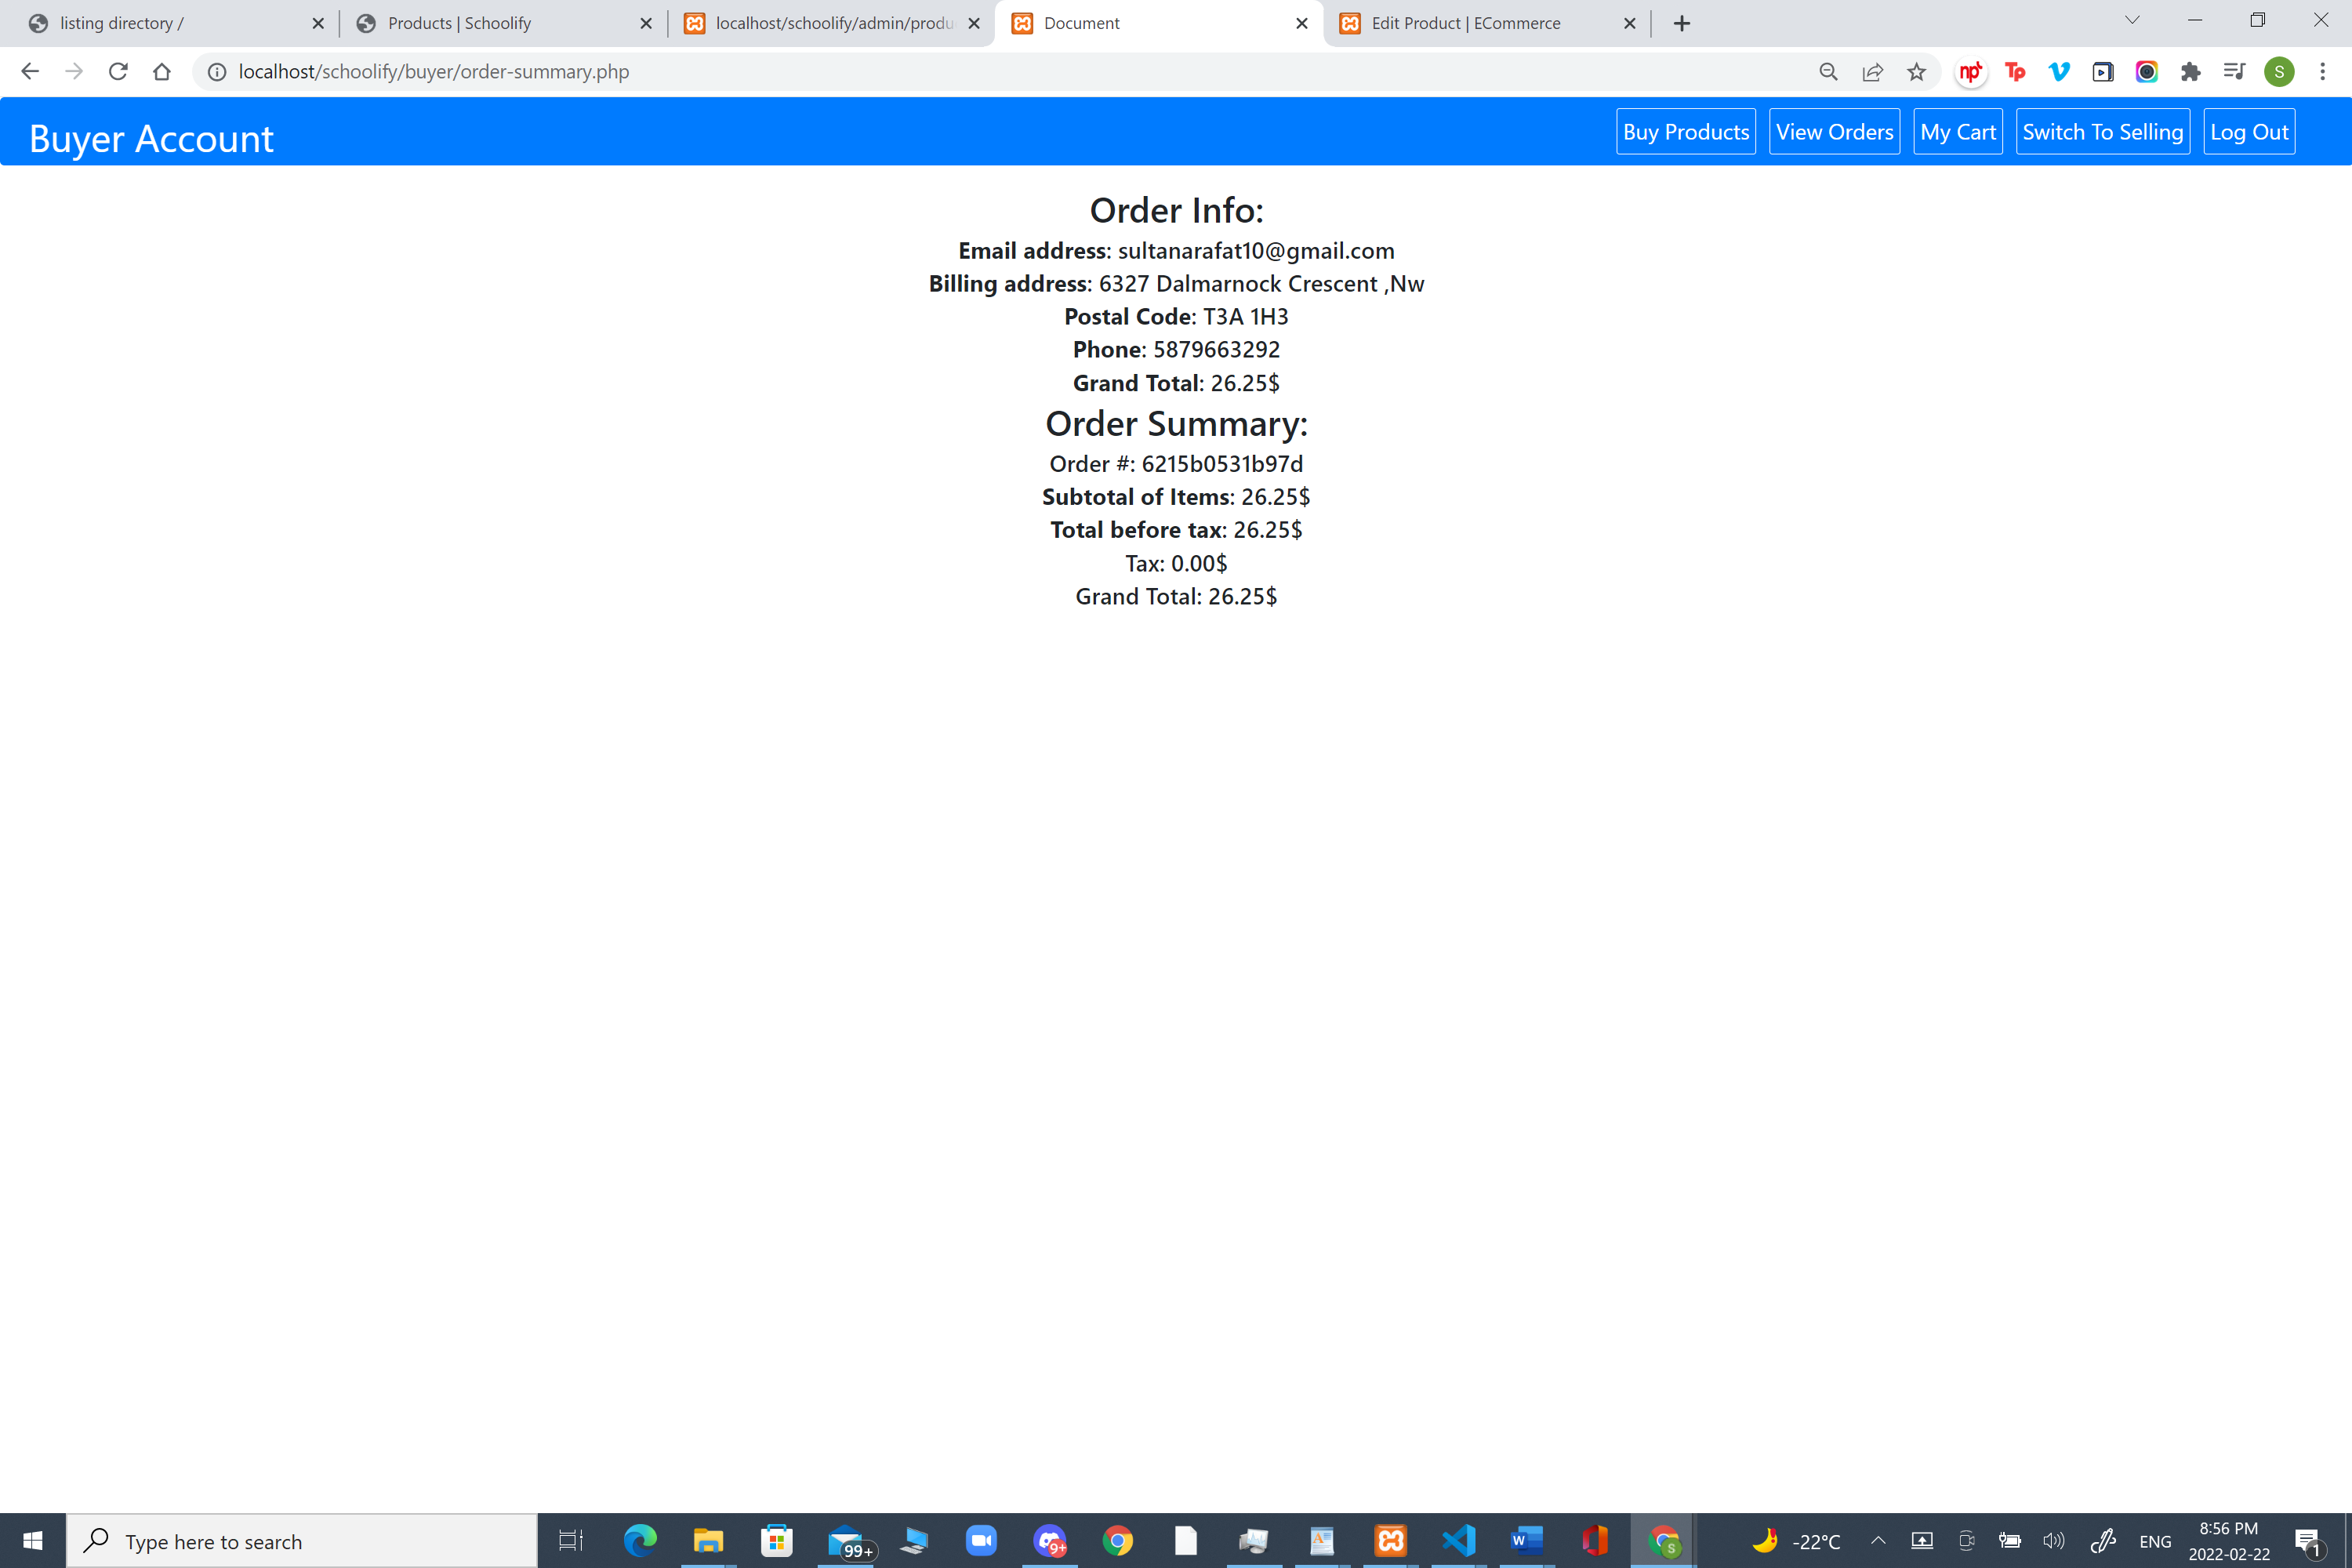 listing directory /
Products | Schoolify
localhost/schoolify/admin/produ
Document
Edit Product | ECommerce
localhost/schoolify/buyer/order-summary.php
np
Tp
S
Buyer Account
Buy Products
View Orders
My Cart
Switch To Selling
Log Out
Order Info:
Email address: sultanarafat10@gmail.com
Billing address: 6327 Dalmarnock Crescent ,Nw
Postal Code: T3A 1H3
Phone: 5879663292
Grand Total: 26.25$
Order Summary:
Order #: 6215b0531b97d
Subtotal of Items: 26.25$
Total before tax: 26.25$
Tax: 0.00$
Grand Total: 26.25$
Type here to search
99+
9+
W
S
-22°C
ENG
8:56 PM
2022-02-22
1